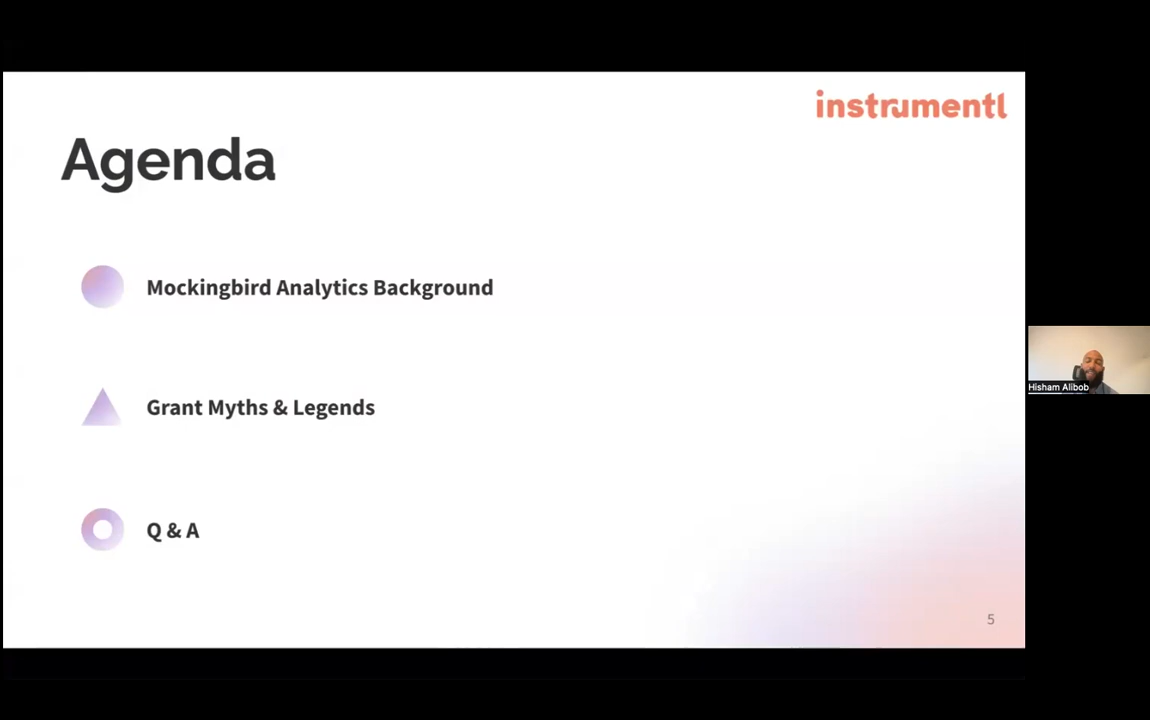 instrumentl
Agenda
Mockingbird Analytics Background
Grant Myths & Legends
Hisham Alibob
Q & A
5